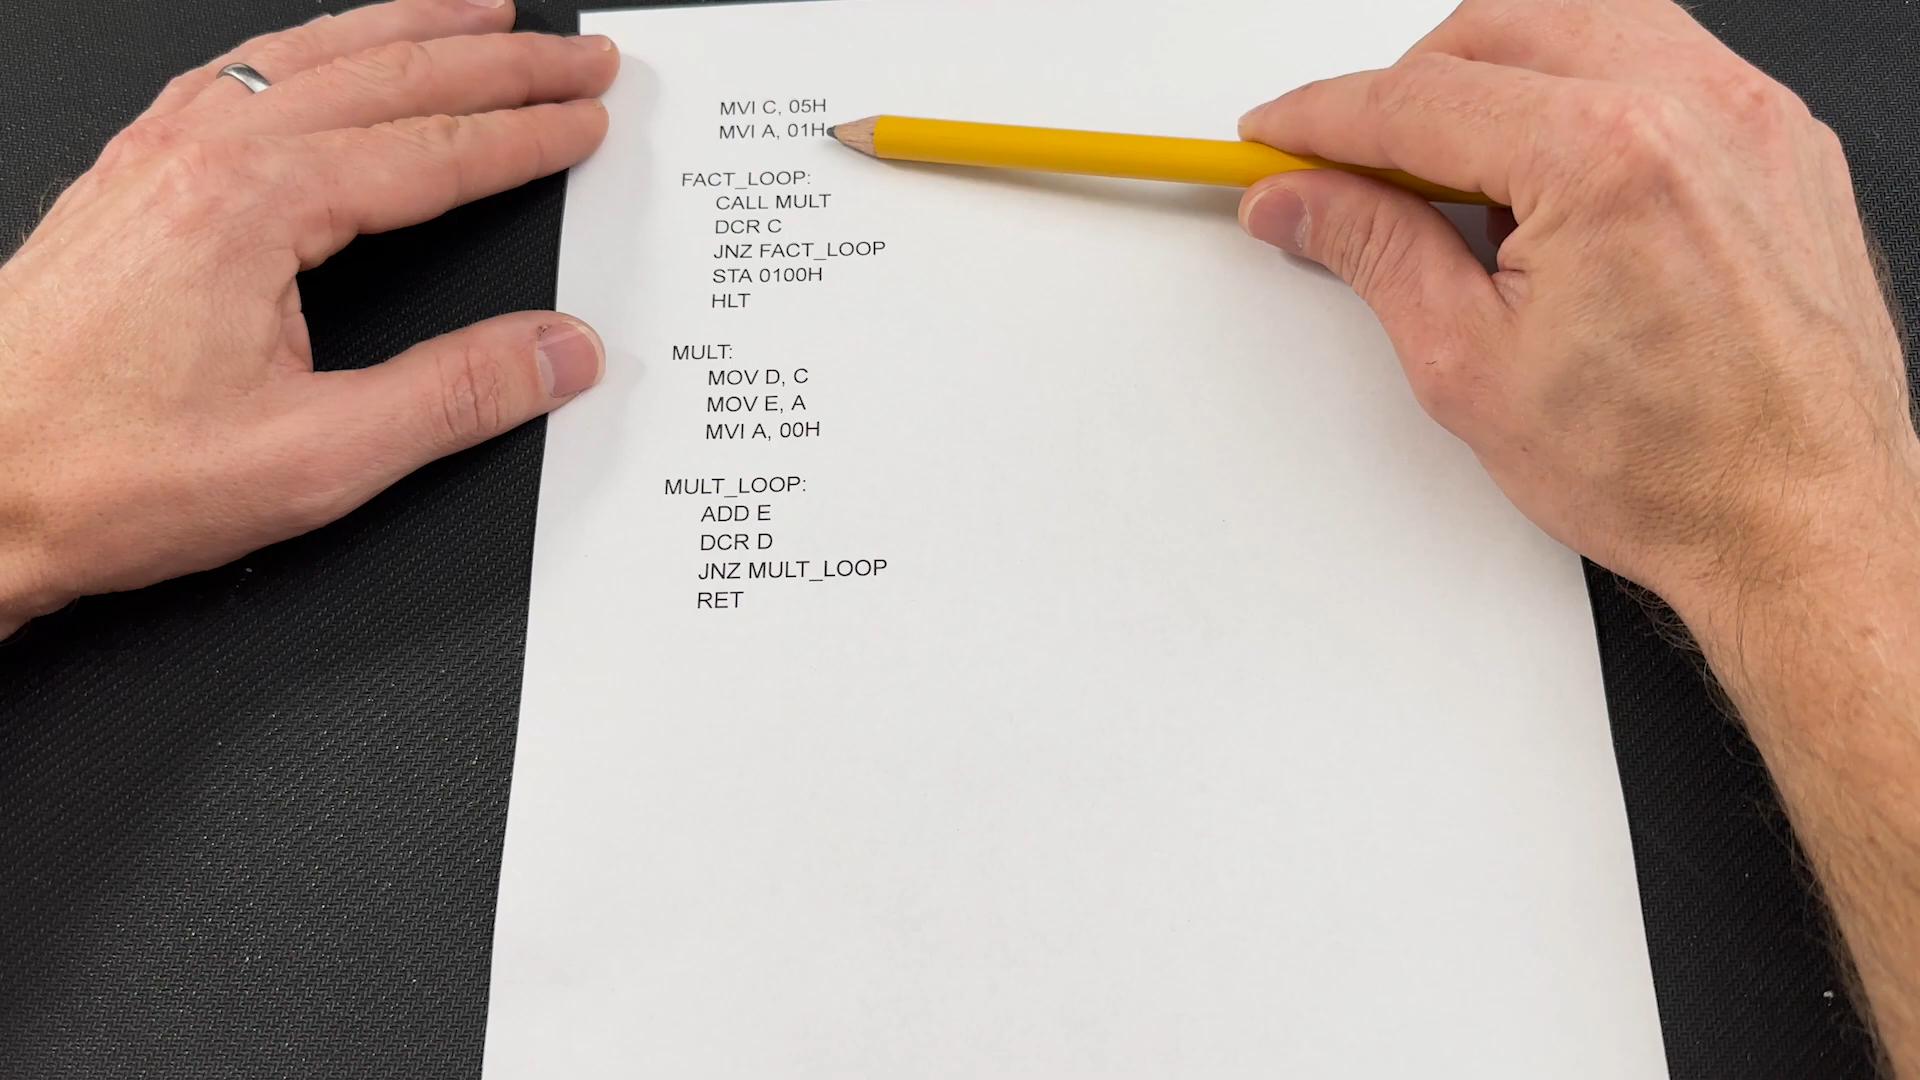 MVI C, 05H
MVI A, 01H
FACT_LOOP:
CALL MULT
DCR C
JNZ FACT_LOOP
STA 0100H
HLT
MULT:
MOV D, C
MOV E, A
MVI A, 00H
MULT_LOOP:
ADD E
DCR D
JNZ MULT_LOOP
RET